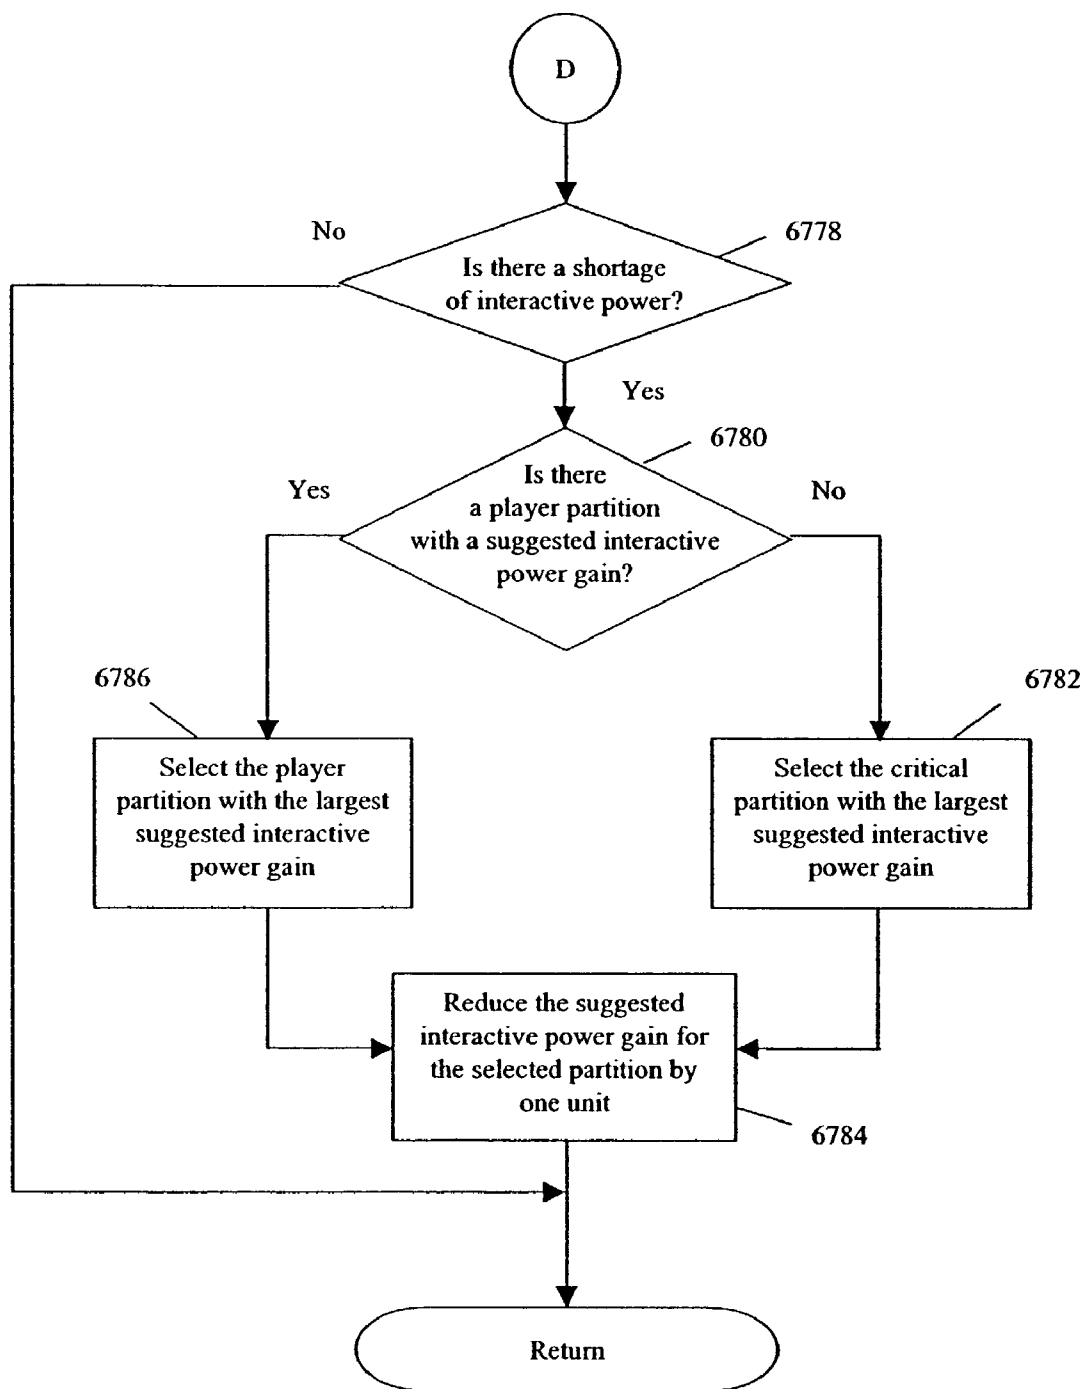 D
No
6778
Is there a shortage
of interactive power?
Yes
6780
Is there
a player partition
with a suggested interactive
power gain?
Yes
No
6786
6782
Select the player
partition with the largest
suggested interactive
power gain
Select the critical
partition with the largest
suggested interactive
power gain
Reduce the suggested
interactive power gain for
the selected partition by
one unit
6784
Return